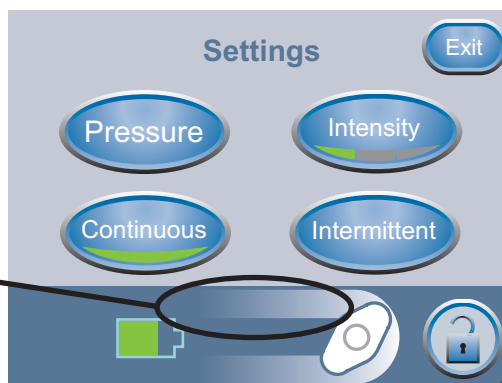 Settings
Exit
Pressure
Intensity
Continuous
Intermittent